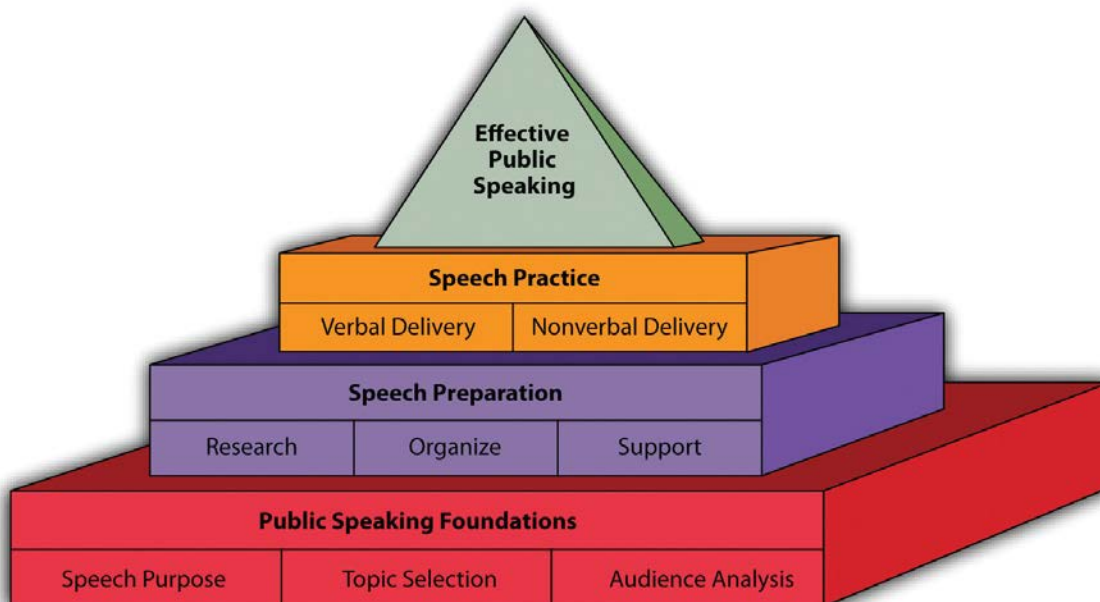 Effective
Public
Speaking
Speech Practice
Verbal Delivery
Nonverbal Delivery
Speech Preparation
Research
Organize
Support
Public Speaking Foundations
Speech Purpose
Topic Selection
Audience Analysis